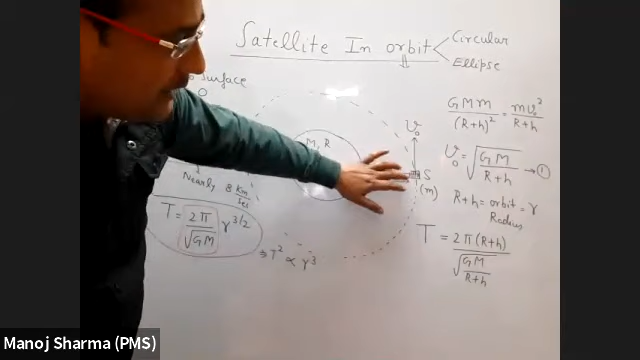 Satellite In orbit
Circular
Ellipse
surface
0
M, R
V₀
S
(m)
GMm/(R+h)² = mv₀²/R+h
V₀ = √(GM/R+h) → ①
R+h = orbit Radius = r
T = 2π(R+h)/√(GM/R+h)
Nearly 8 Km/sec
T = 2π/√GM r^3/2
⇒ T² ∝ r³
Manoj Sharma (PMS)